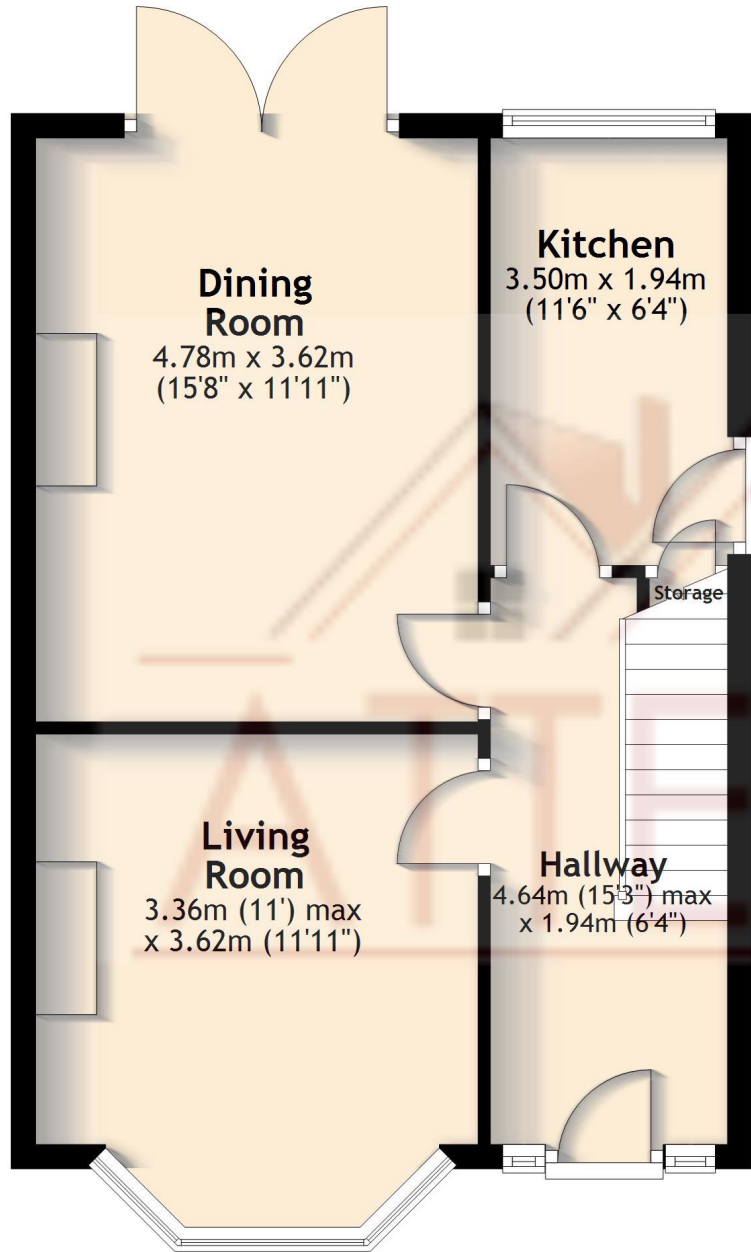 Dining
Room
4.78m x 3.62m
(15'8" x 11'11")
Kitchen
3.50m x 1.94m
(11'6" x 6'4")
Storage
Living
Room
3.36m (11') max
x 3.62m (11'11")
Hallway
4.64m (15'3") max
x 1.94m (6'4")
ATTE